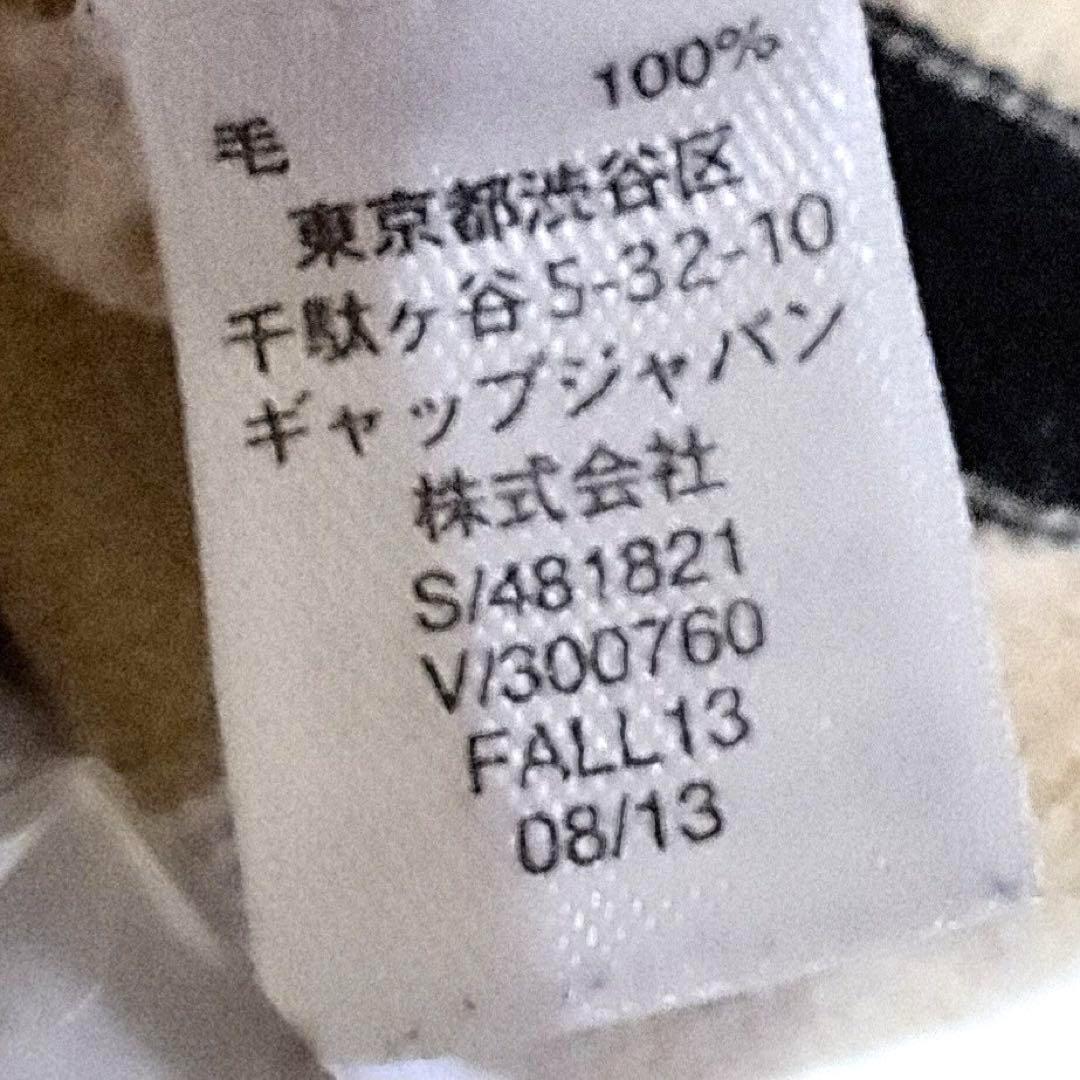 毛 100%
東京都渋谷区
千駄ヶ谷5-32-10
ギャップジャパン
株式会社
S/481821
V/300760
FALL13
08/13